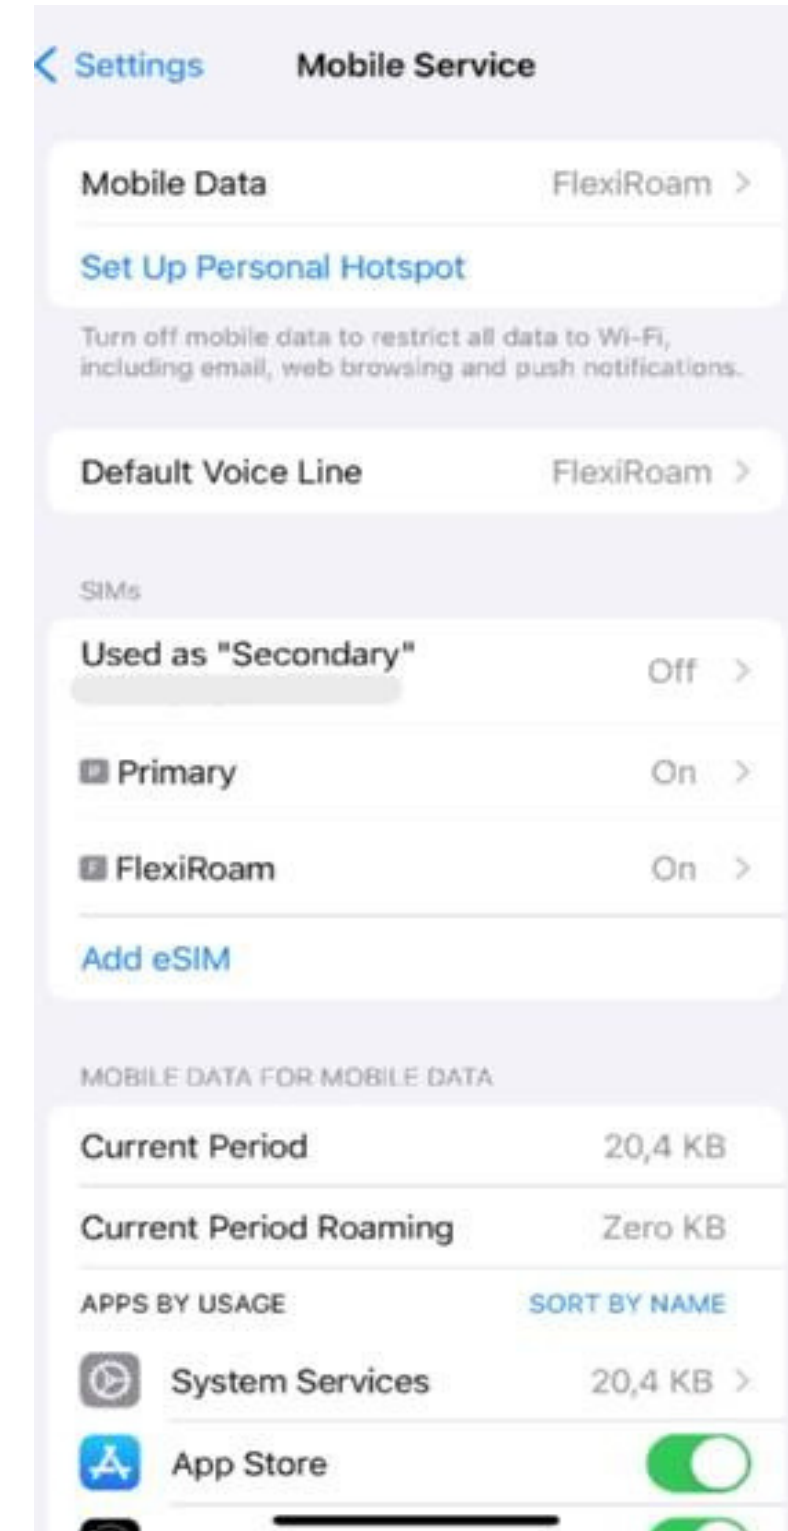 Settings
Mobile Service
Mobile Data
FlexiRoam
Set Up Personal Hotspot
Turn off mobile data to restrict all data to Wi-Fi,
including email, web browsing and push notifications.
Default Voice Line
FlexiRoam
SIMs
Used as "Secondary"
Off
P Primary
On
F FlexiRoam
On
Add eSIM
MOBILE DATA FOR MOBILE DATA
Current Period
20,4 KB
Current Period Roaming
Zero KB
APPS BY USAGE
SORT BY NAME
System Services
20,4 KB
App Store